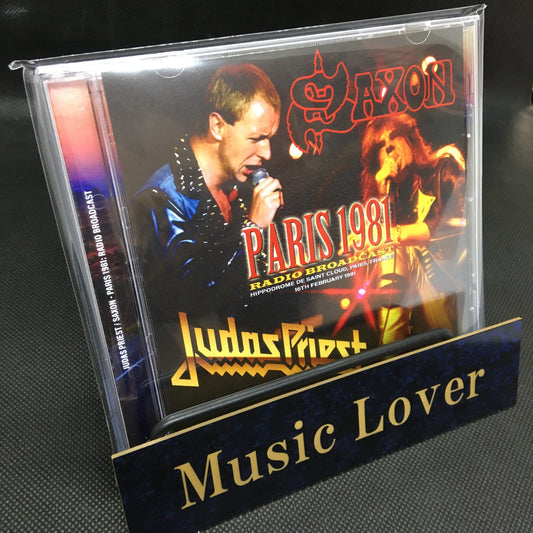 SAXON
PARIS 1981
RADIO BROADCAST
HIPPODROME DE SAINT CLOUD, PARIS, FRANCE
16TH FEBRUARY 1981
Judas Priest
JUDAS PRIEST / SAXON - PARIS 1981: RADIO BROADCAST
Music Lover